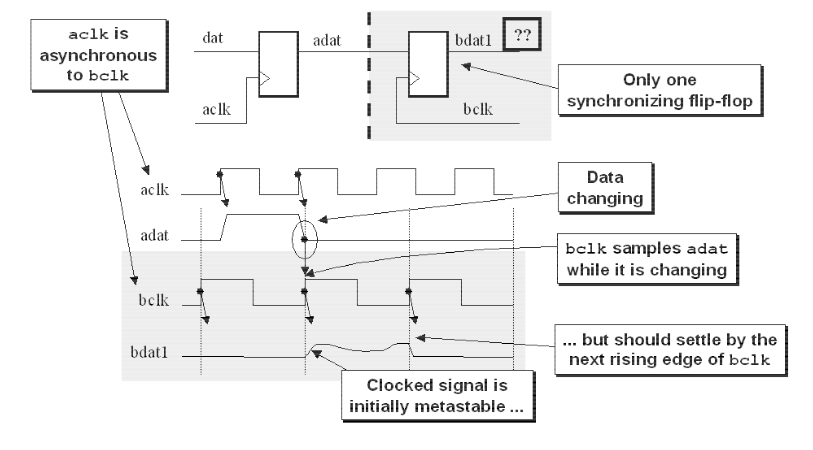 aclk is
asynchronous
to bclk
dat
adat
bdat1
??
aclk
bclk
Only one
synchronizing flip-flop
aclk
Data
changing
adat
bclk samples adat
while it is changing
bclk
bdat1
... but should settle by the
next rising edge of bclk
Clocked signal is
initially metastable ...